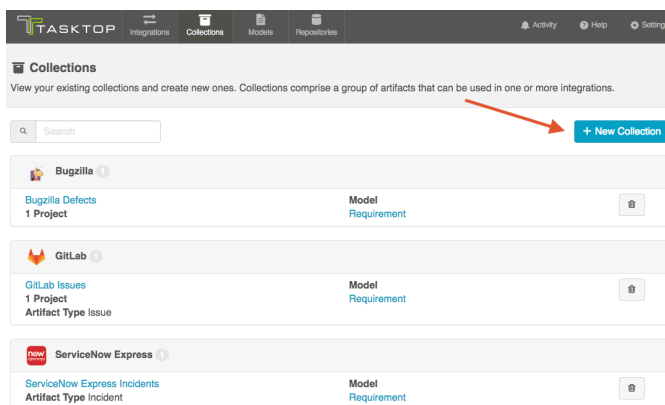 TASKTOP
Integrations
Collections
Models
Repositories
Activity
Help
Setting
Collections
View your existing collections and create new ones. Collections comprise a group of artifacts that can be used in one or more integrations.
Search
+ New Collection
Bugzilla 1
Bugzilla Defects
1 Project
Model
Requirement
GitLab 1
GitLab Issues
1 Project
Artifact Type Issue
Model
Requirement
new
ServiceNow Express 1
ServiceNow Express Incidents
Artifact Type Incident
Model
Requirement